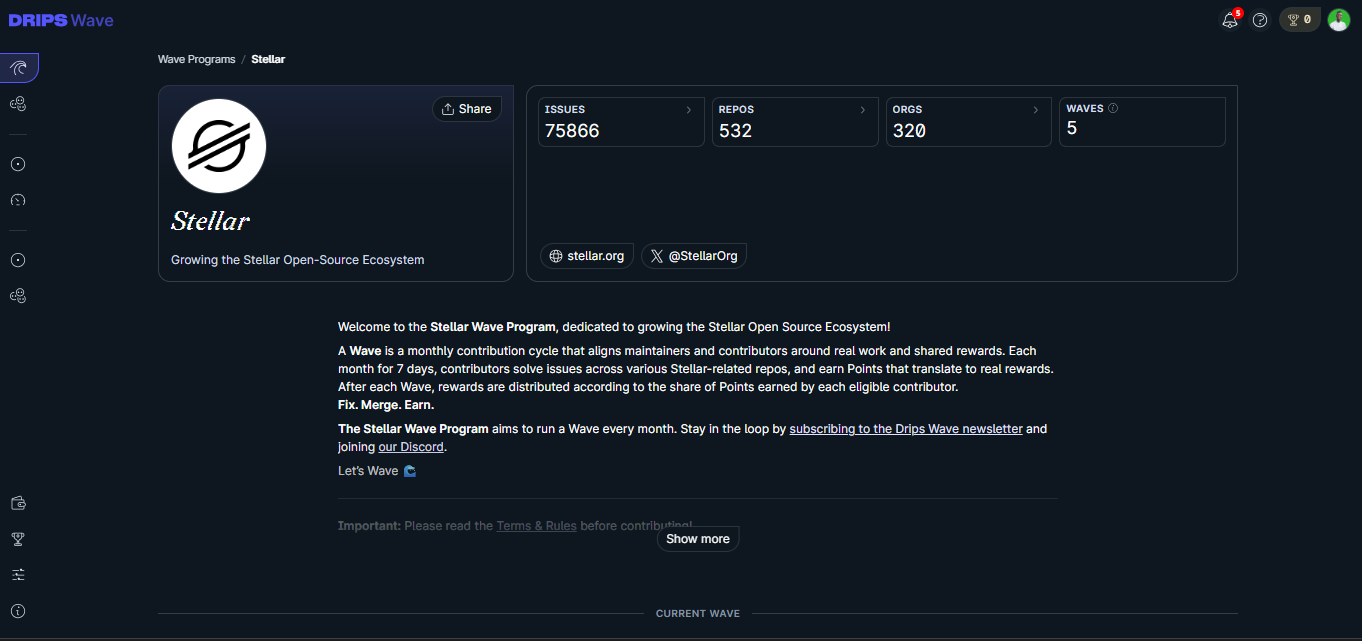 DRIPS Wave
5
0
Wave Programs / Stellar
Share
Stellar
Growing the Stellar Open-Source Ecosystem
ISSUES
75866
REPOS
532
ORGS
320
WAVES
5
stellar.org
@StellarOrg
Welcome to the Stellar Wave Program, dedicated to growing the Stellar Open Source Ecosystem!
A Wave is a monthly contribution cycle that aligns maintainers and contributors around real work and shared rewards. Each
month for 7 days, contributors solve issues across various Stellar-related repos, and earn Points that translate to real rewards.
After each Wave, rewards are distributed according to the share of Points earned by each eligible contributor.
Fix. Merge. Earn.
The Stellar Wave Program aims to run a Wave every month. Stay in the loop by subscribing to the Drips Wave newsletter and
joining our Discord.
Let's Wave 🌊
Important: Please read the Terms & Rules before contributing!
Show more
CURRENT WAVE